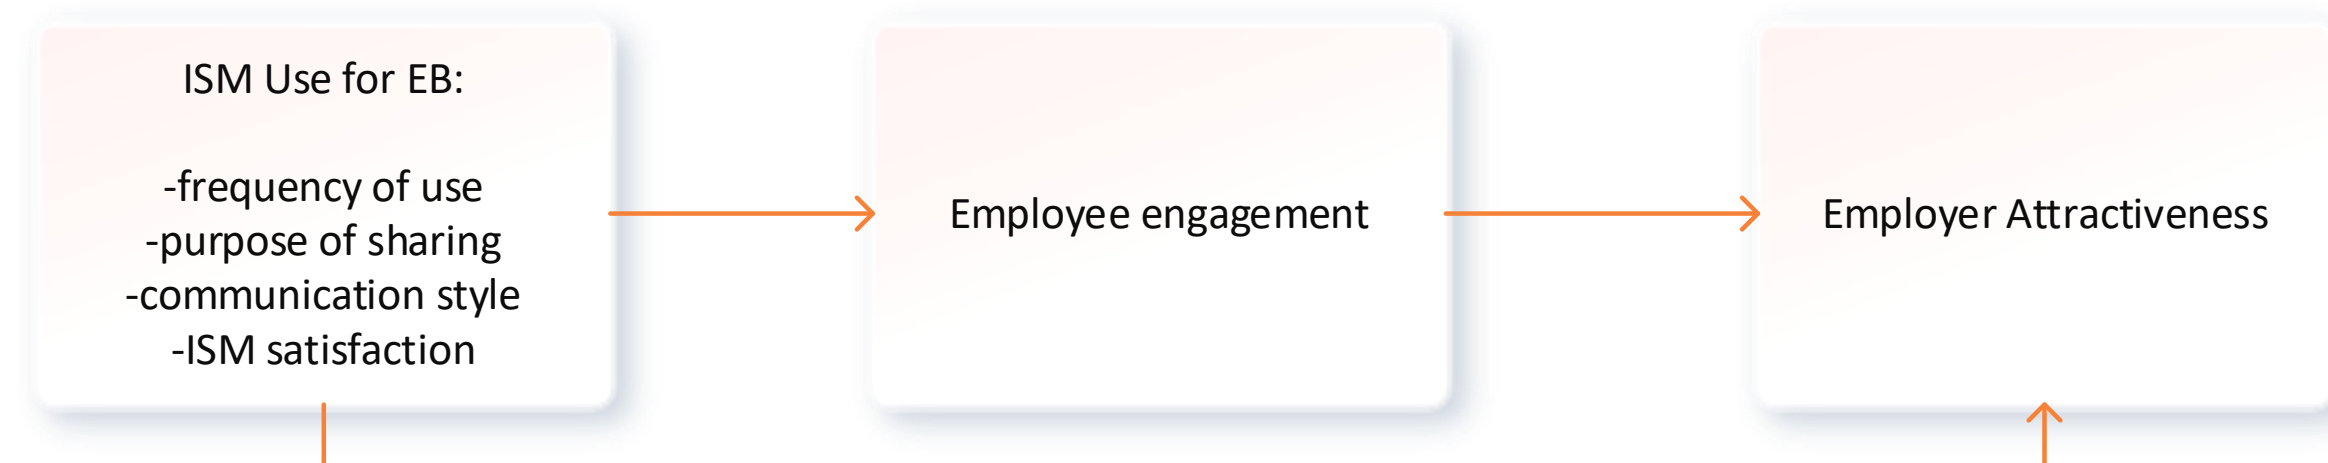 ISM Use for EB:
-frequency of use
-purpose of sharing
-communication style
-ISM satisfaction
Employee engagement
Employer Attractiveness